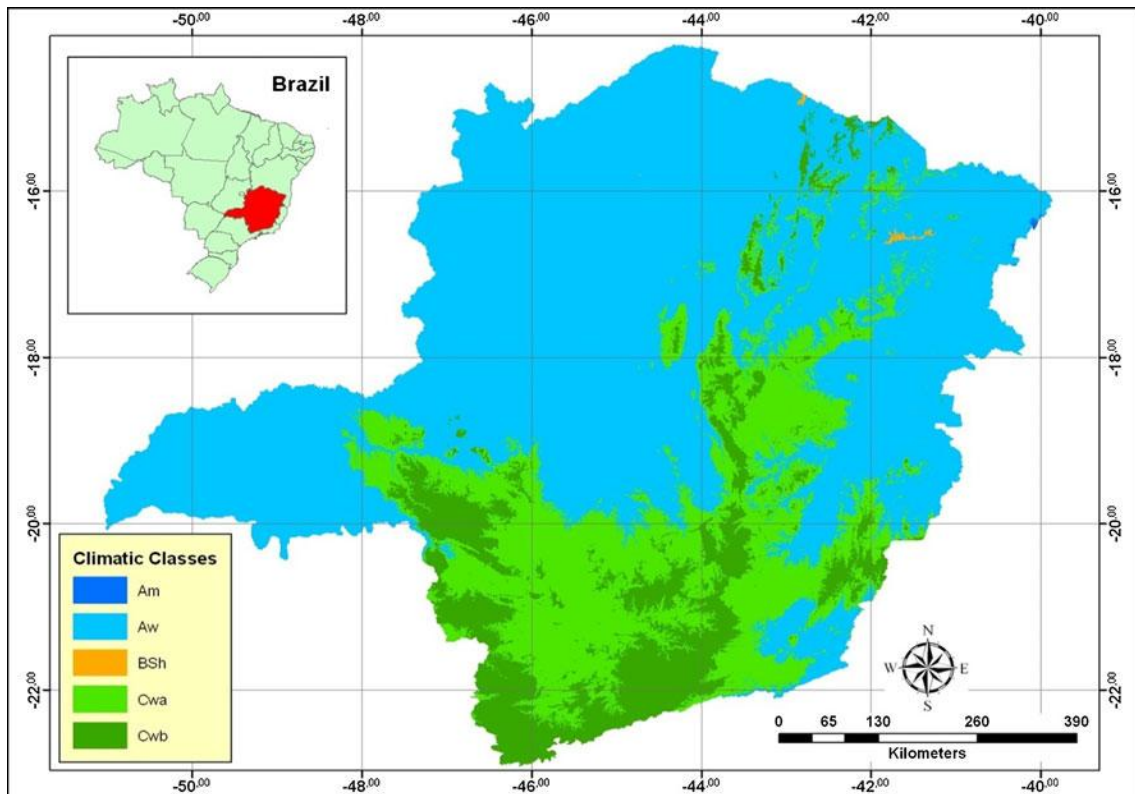 -50.00 -48.00 -46.00 -44.00 -42.00 -40.00
Brazil
-16.00 -16.00
-18.00 -18.00
-20.00 -20.00
-22.00 -22.00
Climatic Classes
Am
Aw
BSh
Cwa
Cwb
N
W E
S
0 65 130 260 390
Kilometers
-50.00 -48.00 -46.00 -44.00 -42.00 -40.00